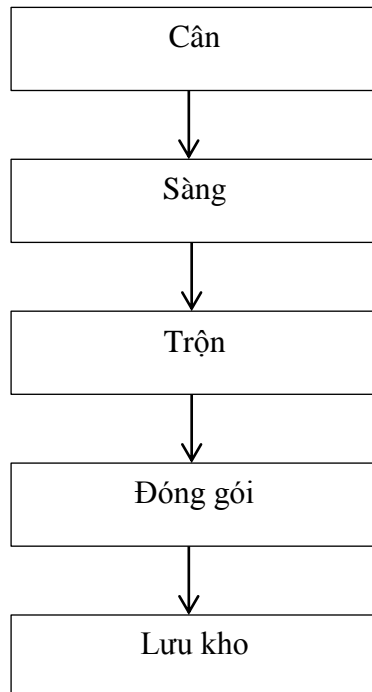 Cân
Sàng
Trộn
Đóng gói
Lưu kho